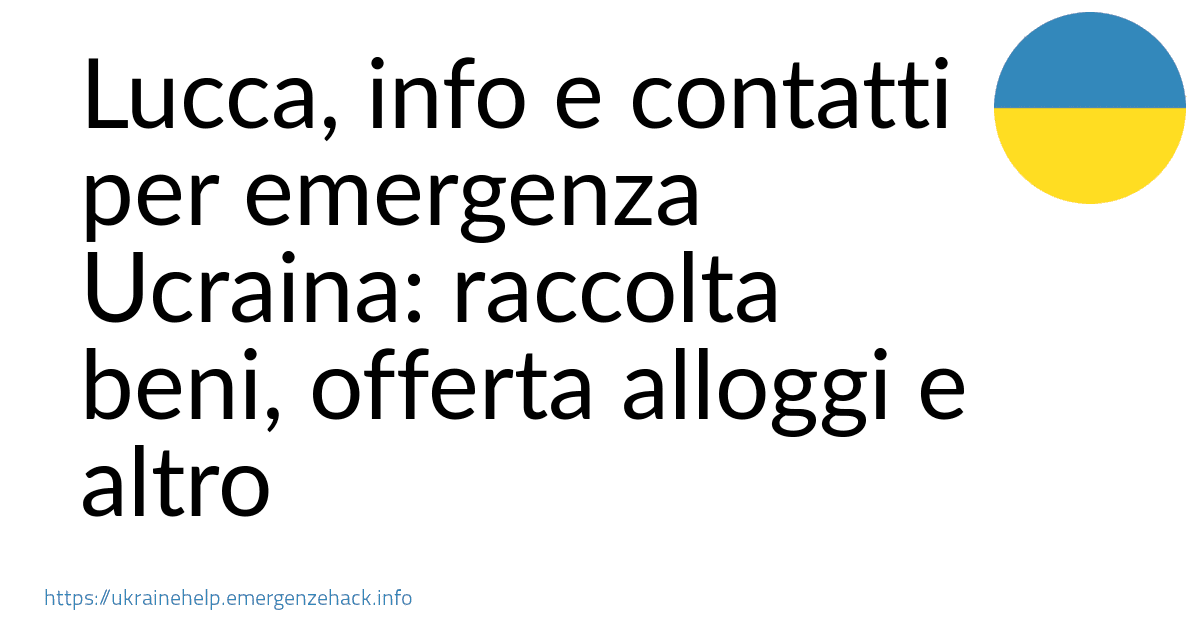 Lucca, info e contatti
per emergenza
Ucraina: raccolta
beni, offerta alloggi e
altro
https://ukrainehelp.emergenzehack.info